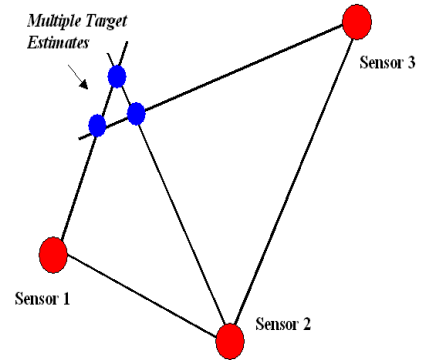 Multiple Target
Estimates
Sensor 3
Sensor 1
Sensor 2